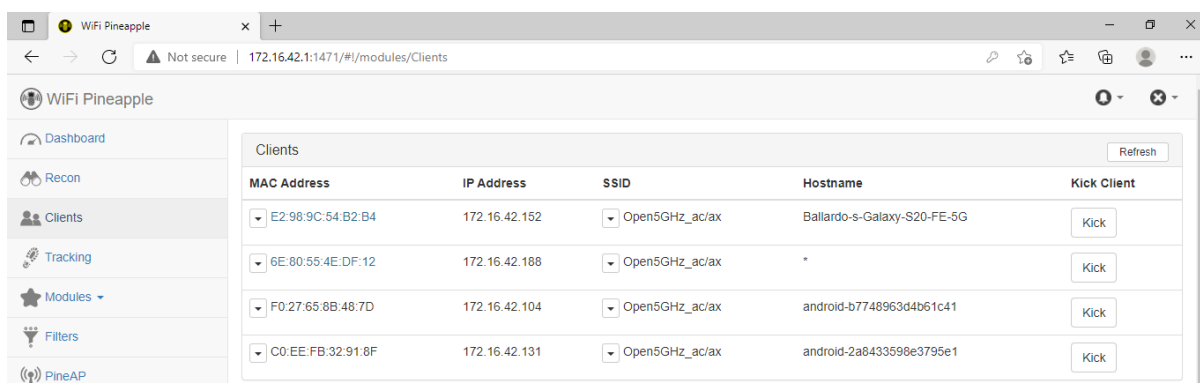 WiFi Pineapple
Not secure 172.16.42.1:1471/#!/modules/Clients
WiFi Pineapple
Dashboard
Recon
Clients
Tracking
Modules
Filters
PineAP
Clients Refresh
MAC Address IP Address SSID Hostname Kick Client
E2:98:9C:54:B2:B4 172.16.42.152 Open5GHz_ac/ax Ballardo-s-Galaxy-S20-FE-5G Kick
6E:80:55:4E:DF:12 172.16.42.188 Open5GHz_ac/ax * Kick
F0:27:65:8B:48:7D 172.16.42.104 Open5GHz_ac/ax android-b7748963d4b61c41 Kick
C0:EE:FB:32:91:8F 172.16.42.131 Open5GHz_ac/ax android-2a8433598e3795e1 Kick